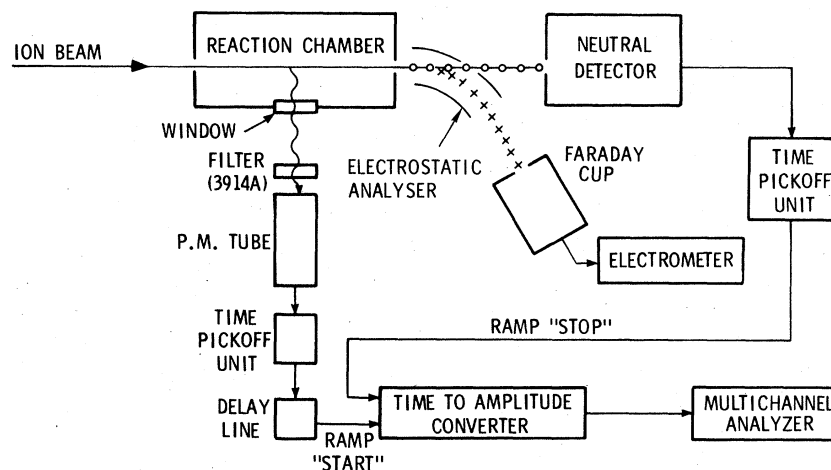 REACTION CHAMBER
ION BEAM
NEUTRAL
DETECTOR
WINDOW
FILTER
(3914A)
ELECTROSTATIC
ANALYSER
FARADAY
CUP
TIME
PICKOFF
UNIT
P.M. TUBE
ELECTROMETER
TIME
PICKOFF
UNIT
RAMP "STOP"
DELAY
LINE
RAMP
"START"
TIME TO AMPLITUDE
CONVERTER
MULTICHANNEL
ANALYZER